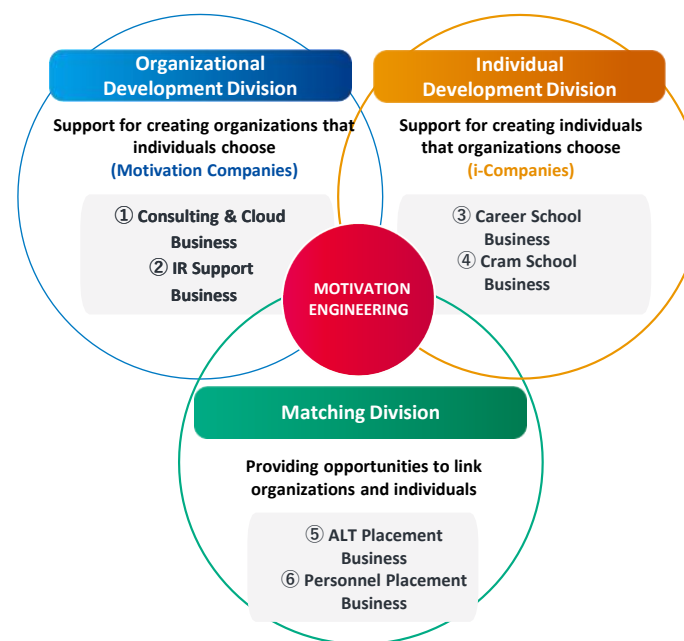 Organizational
Development Division
Support for creating organizations that
individuals choose
(Motivation Companies)
① Consulting & Cloud
Business
② IR Support
Business
Individual
Development Division
Support for creating individuals
that organizations choose
(i-Companies)
③ Career School
Business
④ Cram School
Business
MOTIVATION
ENGINEERING
Matching Division
Providing opportunities to link
organizations and individuals
⑤ ALT Placement
Business
⑥ Personnel Placement
Business